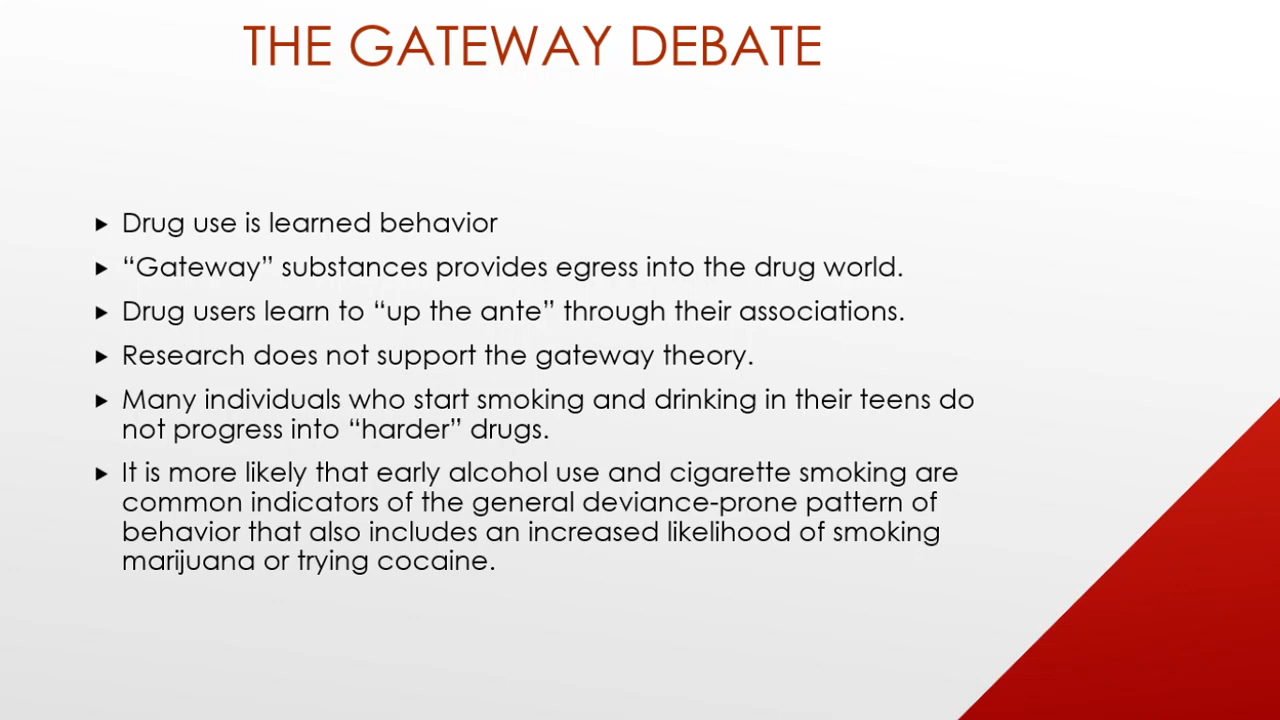 THE GATEWAY DEBATE
Drug use is learned behavior
“Gateway” substances provides egress into the drug world.
Drug users learn to “up the ante” through their associations.
Research does not support the gateway theory.
Many individuals who start smoking and drinking in their teens do
not progress into “harder” drugs.
It is more likely that early alcohol use and cigarette smoking are
common indicators of the general deviance-prone pattern of
behavior that also includes an increased likelihood of smoking
marijuana or trying cocaine.